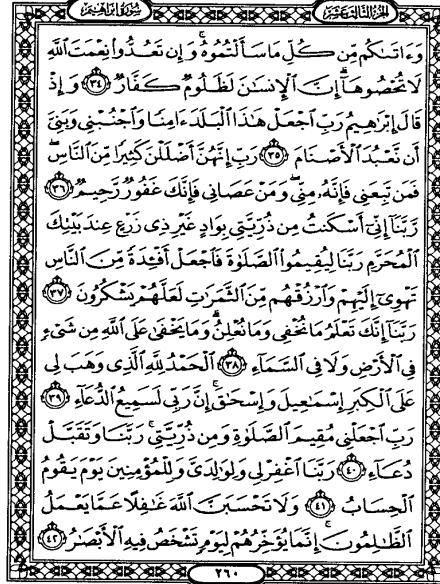 الجزء الثالث عشر
سورة إبراهيم
وَءَاتَىٰكُم مِّن كُلِّ مَا سَأَلْتُمُوهُ ۚ وَإِن تَعُدُّوا۟ نِعْمَتَ ٱللَّهِ
لَا تُحْصُوهَآ ۗ إِنَّ ٱلْإِنسَـٰنَ لَظَلُومٌ كَفَّارٌ ٣٤ وَإِذْ
قَالَ إِبْرَٰهِيمُ رَبِّ ٱجْعَلْ هَـٰذَا ٱلْبَلَدَ ءَامِنًا وَٱجْنُبْنِى وَبَنِىَّ
أَن نَّعْبُدَ ٱلْأَصْنَامَ ٣٥ رَبِّ إِنَّهُنَّ أَضْلَلْنَ كَثِيرًا مِّنَ ٱلنَّاسِ ۖ
فَمَن تَبِعَنِى فَإِنَّهُۥ مِنِّى ۖ وَمَنْ عَصَانِى فَإِنَّكَ غَفُورٌ رَّحِيمٌ ٣٦
رَّبَّنَآ إِنِّىٓ أَسْكَنتُ مِن ذُرِّيَّتِى بِوَادٍ غَيْرِ ذِى زَرْعٍ عِندَ بَيْتِكَ
ٱلْمُحَرَّمِ رَبَّنَا لِيُقِيمُوا۟ ٱلصَّلَوٰةَ فَٱجْعَلْ أَفْـِٔدَةً مِّنَ ٱلنَّاسِ
تَهْوِىٓ إِلَيْهِمْ وَٱرْزُقْهُم مِّنَ ٱلثَّمَرَٰتِ لَعَلَّهُمْ يَشْكُرُونَ ٣٧
رَبَّنَآ إِنَّكَ تَعْلَمُ مَا نُخْفِى وَمَا نُعْلِنُ ۗ وَمَا يَخْفَىٰ عَلَى ٱللَّهِ مِن شَىْءٍ
فِى ٱلْأَرْضِ وَلَا فِى ٱلسَّمَآءِ ٣٨ ٱلْحَمْدُ لِلَّهِ ٱلَّذِى وَهَبَ لِى
عَلَى ٱلْكِبَرِ إِسْمَـٰعِيلَ وَإِسْحَـٰقَ ۚ إِنَّ رَبِّى لَسَمِيعُ ٱلدُّعَآءِ ٣٩
رَبِّ ٱجْعَلْنِى مُقِيمَ ٱلصَّلَوٰةِ وَمِن ذُرِّيَّتِى ۚ رَبَّنَا وَتَقَبَّلْ
دُعَآءِ ٤٠ رَبَّنَا ٱغْفِرْ لِى وَلِوَٰلِدَىَّ وَلِلْمُؤْمِنِينَ يَوْمَ يَقُومُ
ٱلْحِسَابُ ٤١ وَلَا تَحْسَبَنَّ ٱللَّهَ غَـٰفِلًا عَمَّا يَعْمَلُ
ٱلظَّـٰلِمُونَ ۚ إِنَّمَا يُؤَخِّرُهُمْ لِيَوْمٍ تَشْخَصُ فِيهِ ٱلْأَبْصَـٰرُ ٤٢
٢٦٠